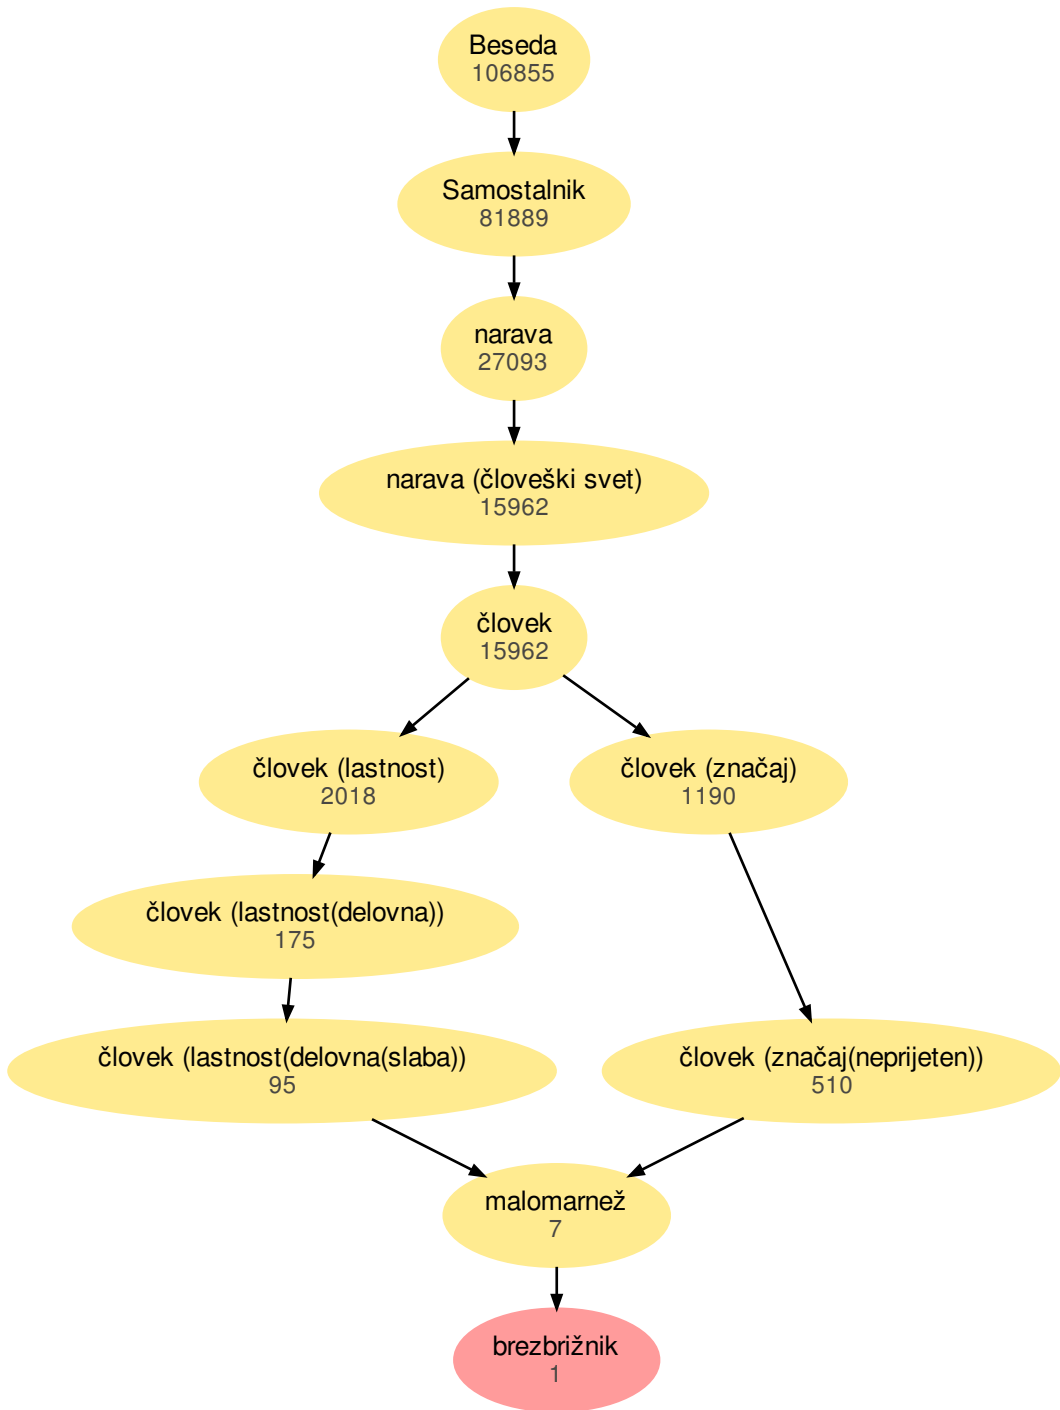 Beseda
106855
Samostalnik
81889
narava
27093
narava (človeški svet)
15962
človek
15962
človek (lastnost)
2018
človek (značaj)
1190
človek (lastnost(delovna))
175
človek (lastnost(delovna(slaba))
95
človek (značaj(neprijeten))
510
malomarnež
7
brezbrižnik
1